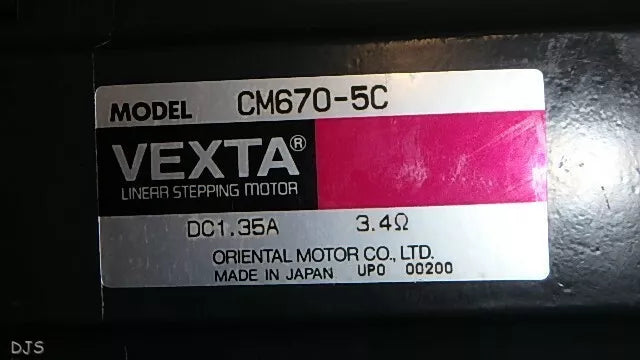 MODEL CM670-5C
VEXTA®
LINEAR STEPPING MOTOR
DC1.35A 3.4Ω
ORIENTAL MOTOR CO., LTD.
MADE IN JAPAN UPO 00200
DJS